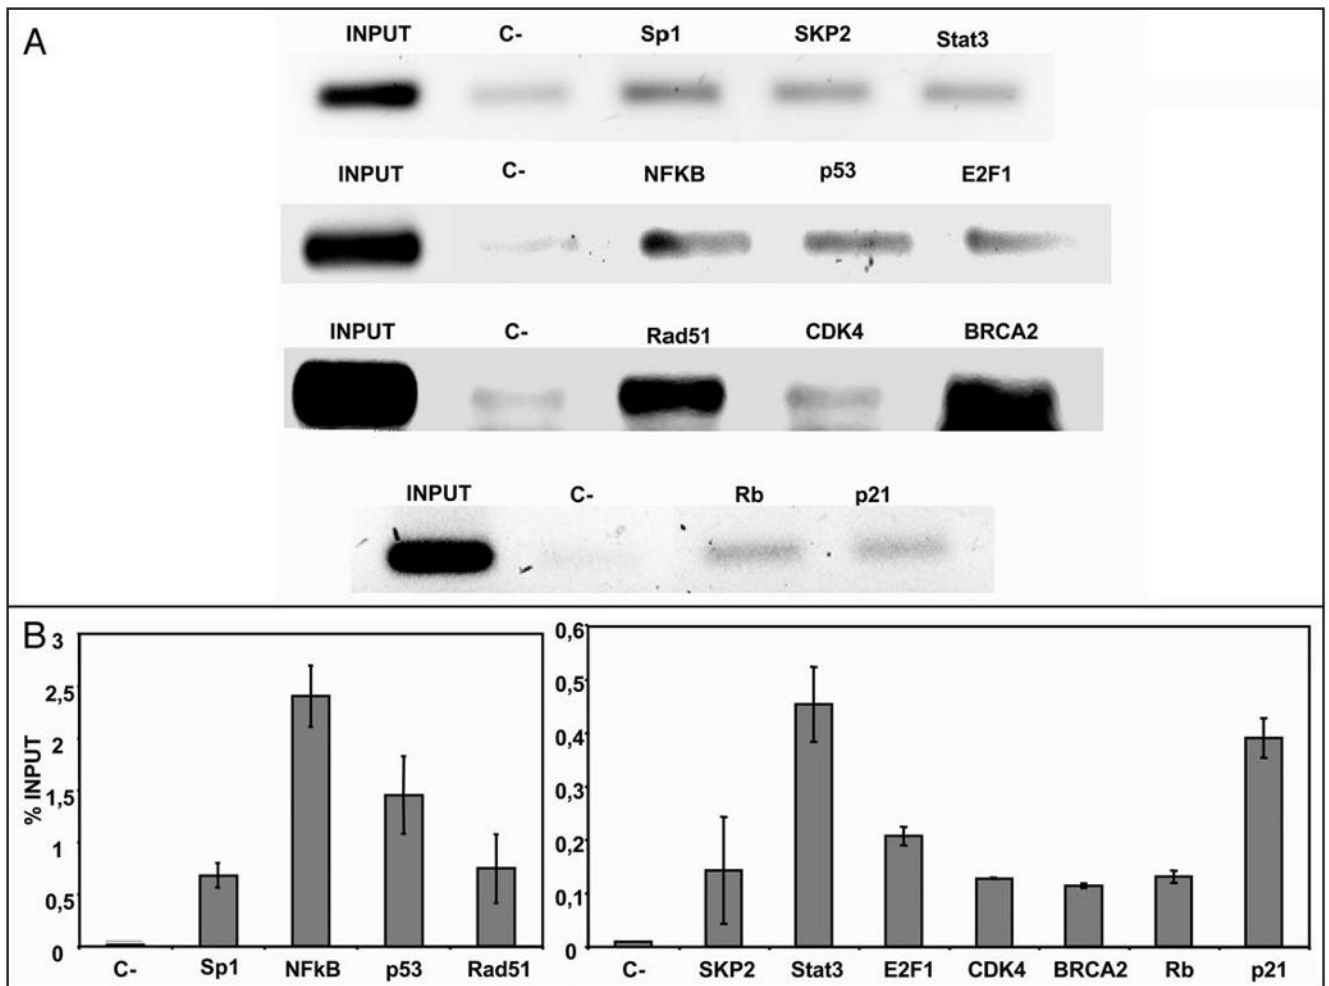 A
INPUT C- Sp1 SKP2 Stat3
INPUT C- NFKB p53 E2F1
INPUT C- Rad51 CDK4 BRCA2
INPUT C- Rb p21
B
% INPUT
3
2,5
2
1,5
1
0,5
0
C- Sp1 NFkB p53 Rad51
0,6
0,5
0,4
0,3
0,2
0,1
0
C- SKP2 Stat3 E2F1 CDK4 BRCA2 Rb p21